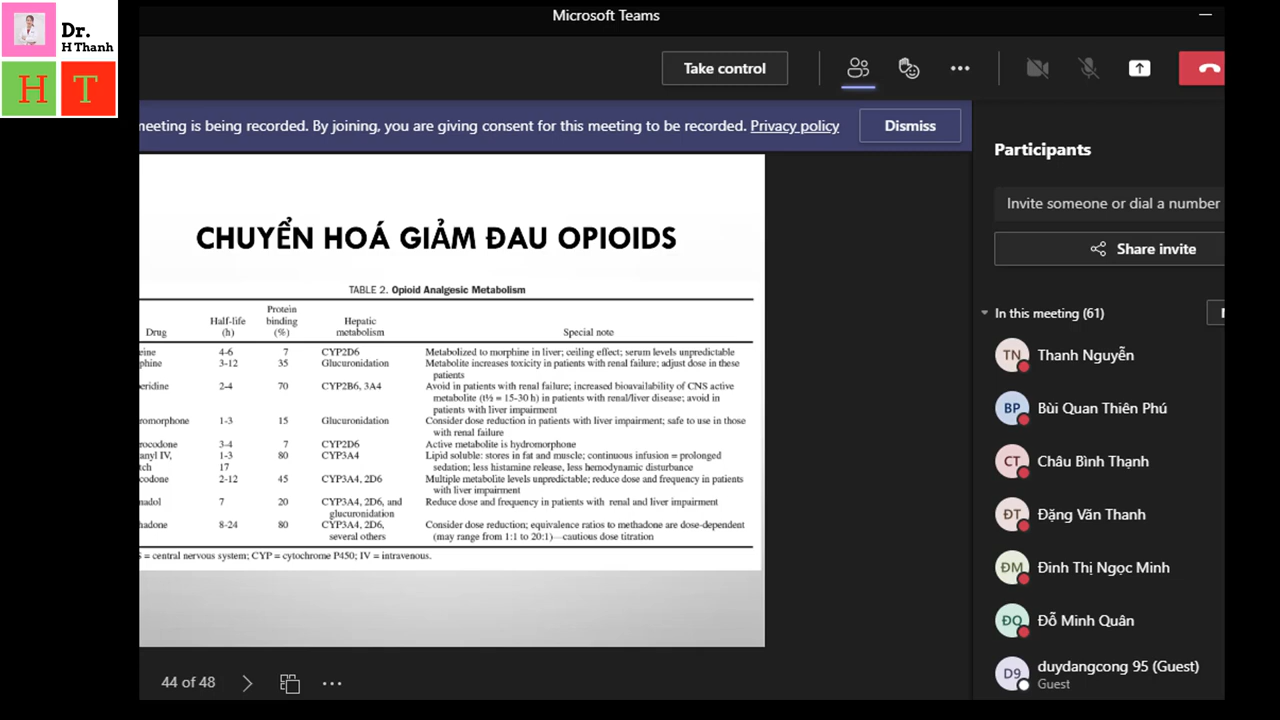 Dr.
H Thanh
H T
Microsoft Teams
Take control
meeting is being recorded. By joining, you are giving consent for this meeting to be recorded. Privacy policy
Dismiss
Participants
Invite someone or dial a number
Share invite
In this meeting (61)
TN Thanh Nguyễn
BP Bùi Quan Thiên Phú
CT Châu Bình Thạnh
ĐT Đặng Văn Thanh
ĐM Đinh Thị Ngọc Minh
ĐQ Đỗ Minh Quân
D9 duydangcong 95 (Guest)
Guest
CHUYỂN HOÁ GIẢM ĐAU OPIOIDS
TABLE 2. Opioid Analgesic Metabolism
Drug Half-life (h) Protein binding (%) Hepatic metabolism Special note
eine 4-6 7 CYP2D6 Metabolized to morphine in liver; ceiling effect; serum levels unpredictable
phine 3-12 35 Glucuronidation Metabolite increases toxicity in patients with renal failure; adjust dose in these
patients
eridine 2-4 70 CYP2B6, 3A4 Avoid in patients with renal failure; increased bioavailability of CNS active
metabolite (t½ = 15-30 h) in patients with renal/liver disease; avoid in
patients with liver impairment
romorphone 1-3 15 Glucuronidation Consider dose reduction in patients with liver impairment; safe to use in those
with renal failure
rocodone 3-4 7 CYP2D6 Active metabolite is hydromorphone
anyl IV, 1-3 80 CYP3A4 Lipid soluble: stores in fat and muscle; continuous infusion = prolonged
tch 17 sedation; less histamine release, less hemodynamic disturbance
codone 2-12 45 CYP3A4, 2D6 Multiple metabolite levels unpredictable; reduce dose and frequency in patients
with liver impairment
nadol 7 20 CYP3A4, 2D6, and Reduce dose and frequency in patients with renal and liver impairment
glucuronidation
hadone 8-24 80 CYP3A4, 2D6, Consider dose reduction; equivalence ratios to methadone are dose-dependent
several others (may range from 1:1 to 20:1)—cautious dose titration
S = central nervous system; CYP = cytochrome P450; IV = intravenous.
44 of 48